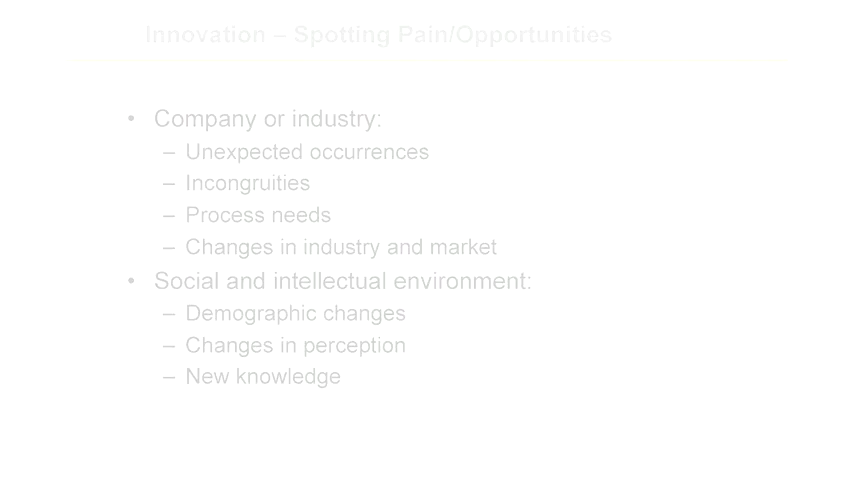 Innovation – Spotting Pain/Opportunities
• Company or industry:
– Unexpected occurrences
– Incongruities
– Process needs
– Changes in industry and market
• Social and intellectual environment:
– Demographic changes
– Changes in perception
– New knowledge